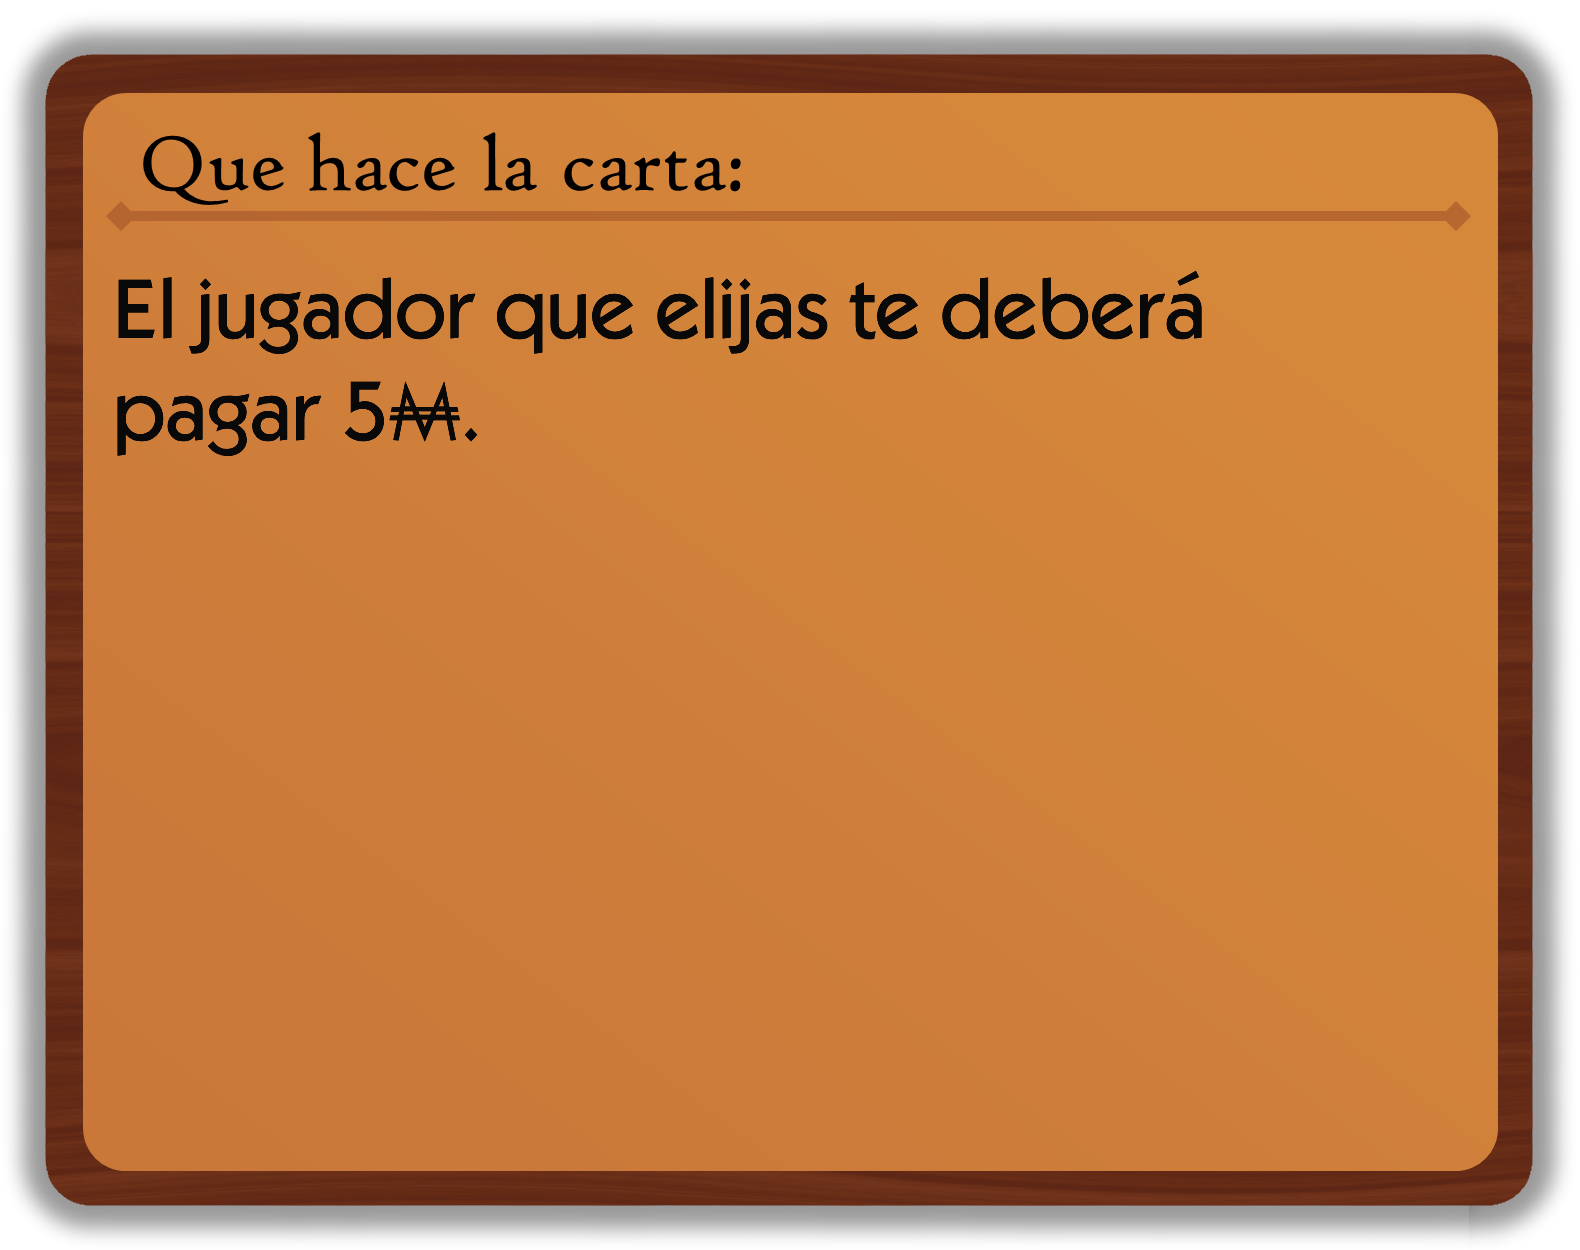 Que hace la carta:
El jugador que elijas te deberá
pagar 5₳₳.